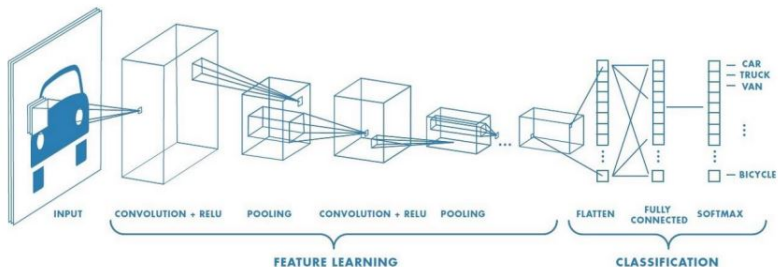 CAR
TRUCK
VAN
BICYCLE
INPUT
CONVOLUTION + RELU
POOLING
CONVOLUTION + RELU
POOLING
FLATTEN
FULLY
CONNECTED
SOFTMAX
FEATURE LEARNING
CLASSIFICATION